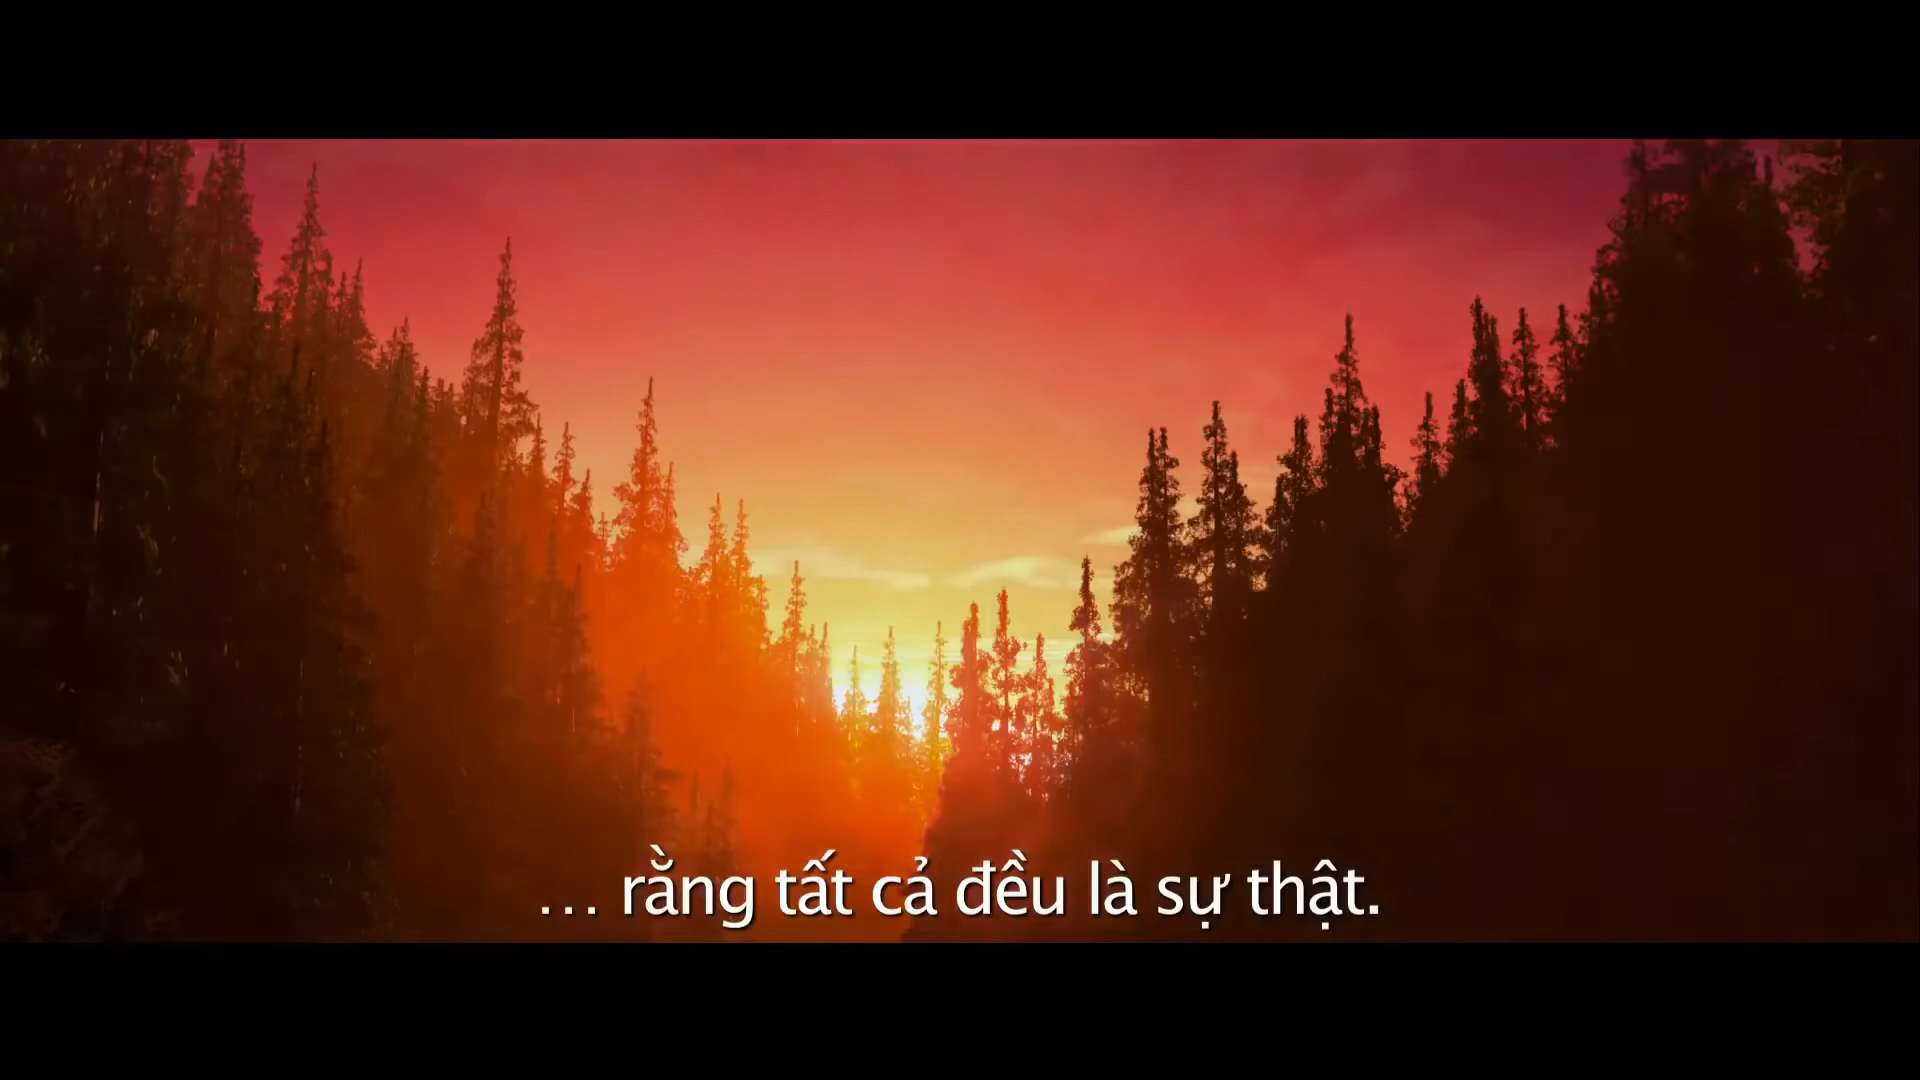 … rằng tất cả đều là sự thật.